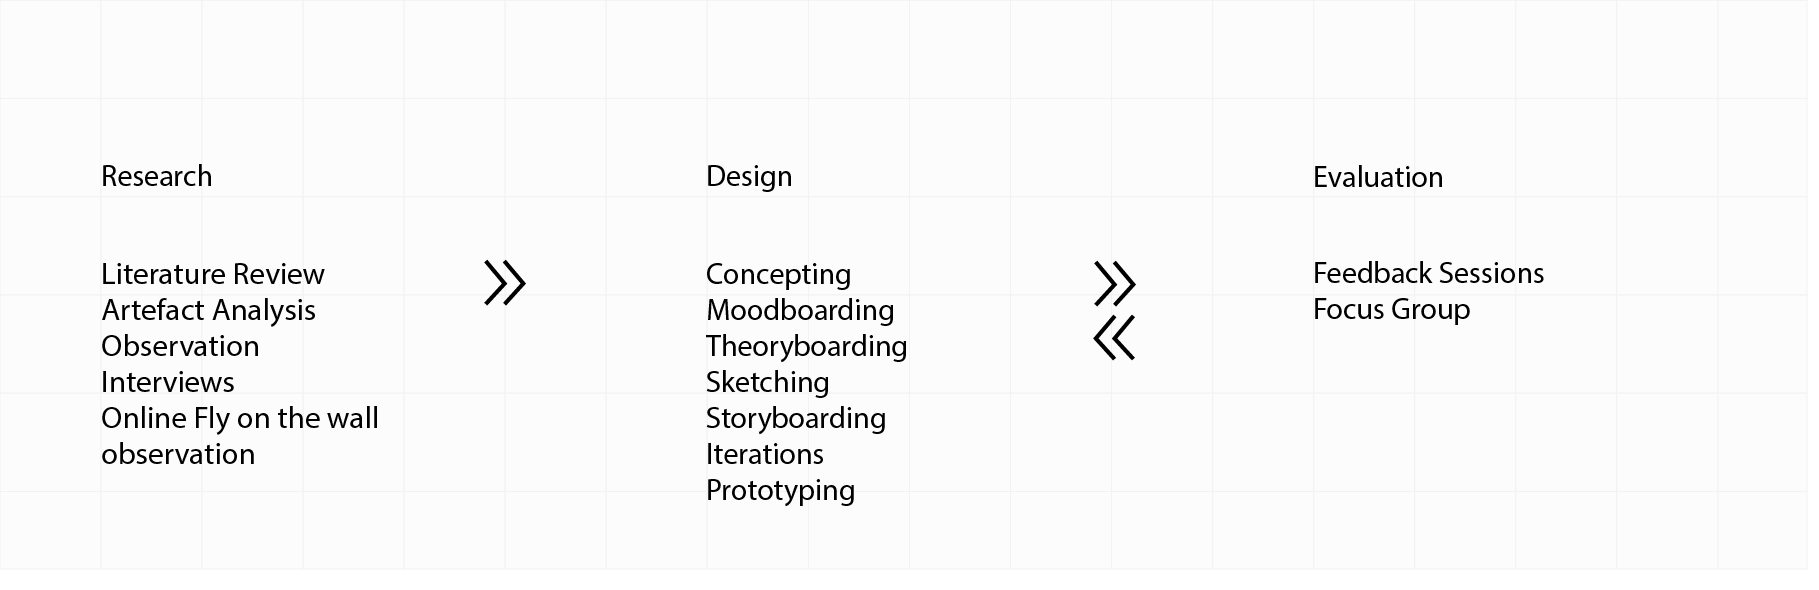 Research
Literature Review
Artefact Analysis
Observation
Interviews
Online Fly on the wall
observation
Design
Concepting
Moodboarding
Theoryboarding
Sketching
Storyboarding
Iterations
Prototyping
Evaluation
Feedback Sessions
Focus Group